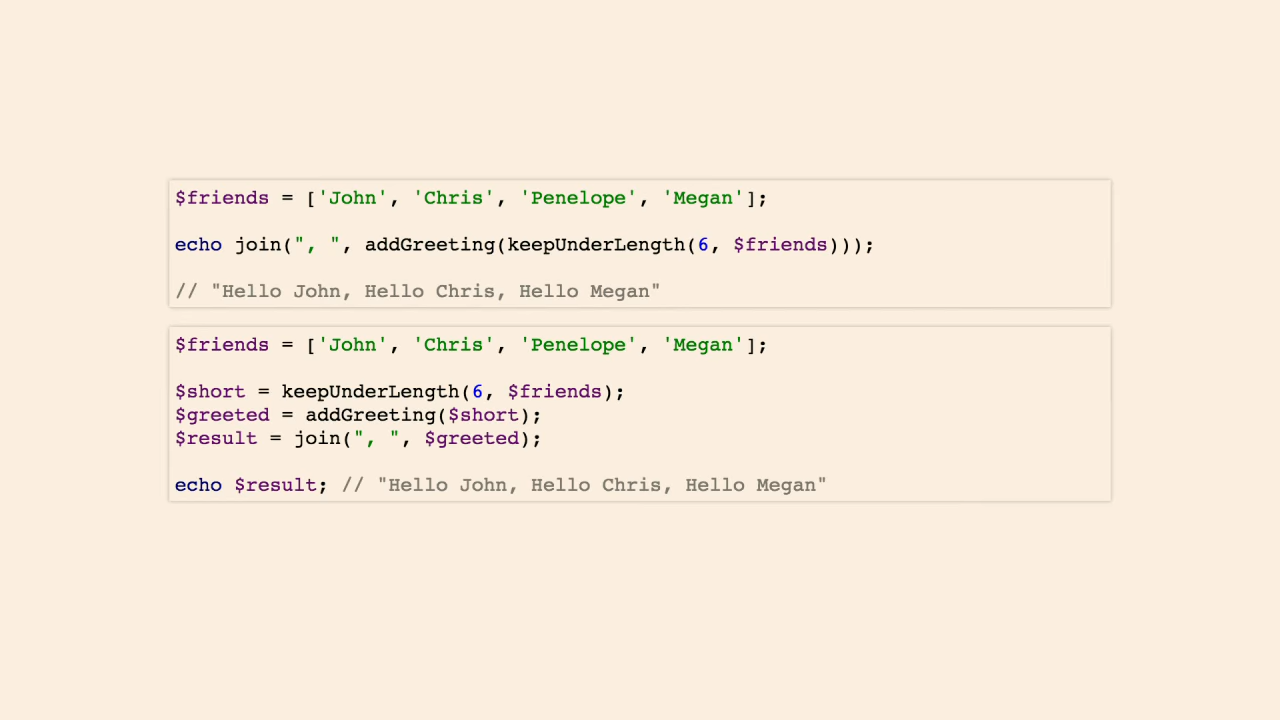 $friends = ['John', 'Chris', 'Penelope', 'Megan'];
echo join(", ", addGreeting(keepUnderLength(6, $friends)));
// "Hello John, Hello Chris, Hello Megan"
$friends = ['John', 'Chris', 'Penelope', 'Megan'];
$short = keepUnderLength(6, $friends);
$greeted = addGreeting($short);
$result = join(", ", $greeted);
echo $result; // "Hello John, Hello Chris, Hello Megan"